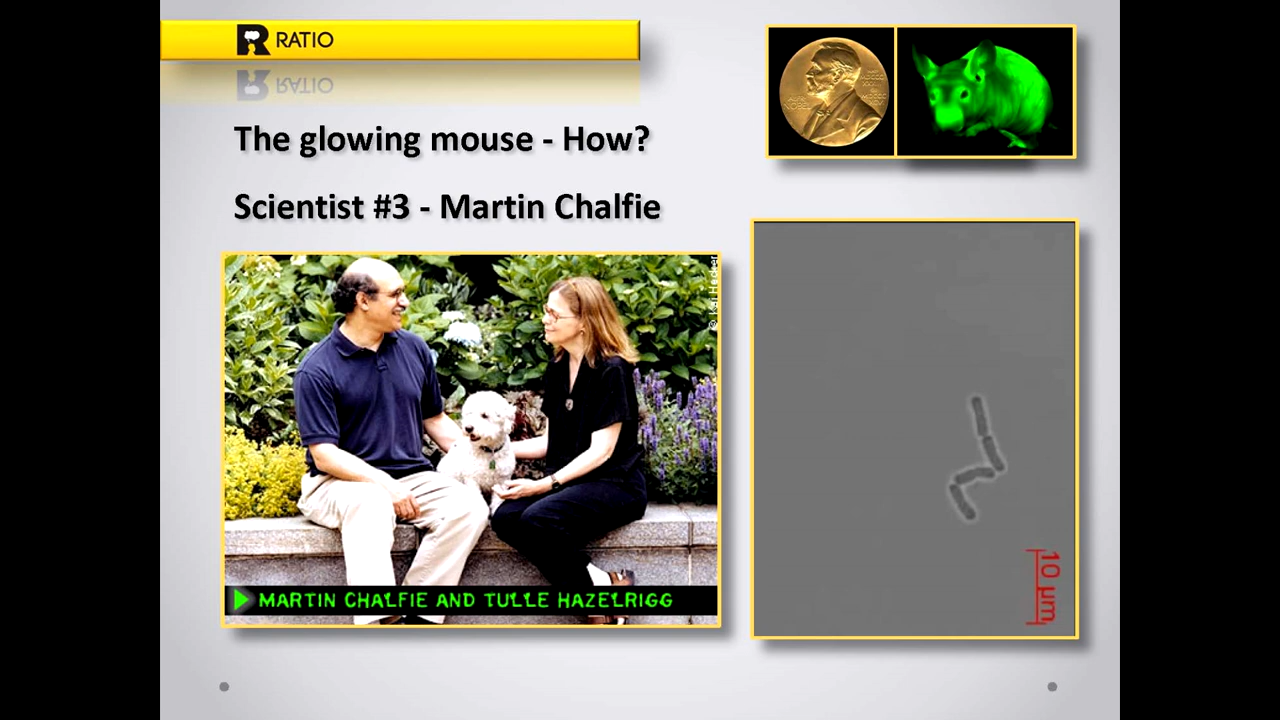 RATIO
The glowing mouse - How?
Scientist #3 - Martin Chalfie
MARTIN CHALFIE AND TULLE HAZELRIGG
10 µm